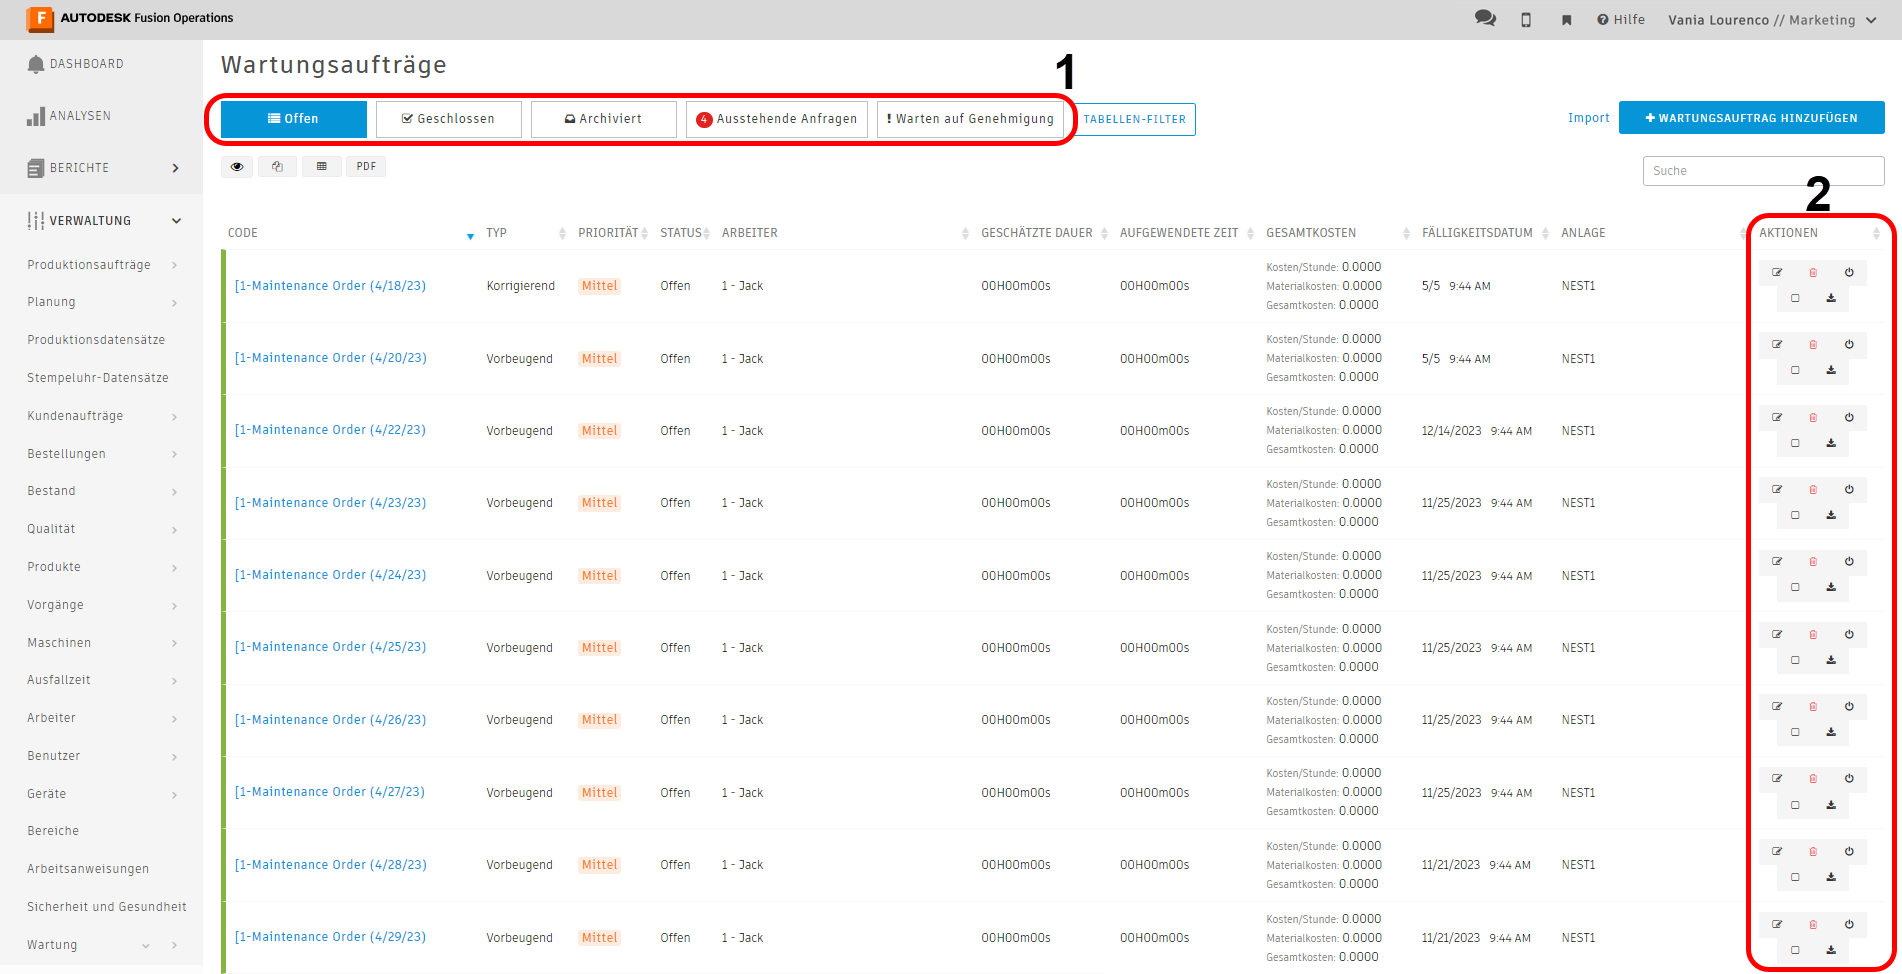 AUTODESK Fusion Operations
Hilfe
Vania Lourenco // Marketing
DASHBOARD
ANALYSEN
BERICHTE
VERWALTUNG
Produktionsaufträge
Planung
Produktionsdatensätze
Stempeluhr-Datensätze
Kundenaufträge
Bestellungen
Bestand
Qualität
Produkte
Vorgänge
Maschinen
Ausfallzeit
Arbeiter
Benutzer
Geräte
Bereiche
Arbeitsanweisungen
Sicherheit und Gesundheit
Wartung
Wartungsaufträge
1
Offen Geschlossen Archiviert 4 Ausstehende Anfragen ! Warten auf Genehmigung TABELLEN-FILTER
Import + WARTUNGSAUFTRAG HINZUFÜGEN
PDF
Suche
2
CODE TYP PRIORITÄT STATUS ARBEITER GESCHÄTZTE DAUER AUFGEWENDETE ZEIT GESAMTKOSTEN FÄLLIGKEITSDATUM ANLAGE AKTIONEN
Kosten/Stunde: 0.0000
[1-Maintenance Order (4/18/23) Korrigierend Mittel Offen 1 - Jack 00H00m00s 00H00m00s Materialkosten: 0.0000 5/5 9:44 AM NEST1
Gesamtkosten: 0.0000
Kosten/Stunde: 0.0000
[1-Maintenance Order (4/20/23) Vorbeugend Mittel Offen 1 - Jack 00H00m00s 00H00m00s Materialkosten: 0.0000 5/5 9:44 AM NEST1
Gesamtkosten: 0.0000
Kosten/Stunde: 0.0000
[1-Maintenance Order (4/22/23) Vorbeugend Mittel Offen 1 - Jack 00H00m00s 00H00m00s Materialkosten: 0.0000 12/14/2023 9:44 AM NEST1
Gesamtkosten: 0.0000
Kosten/Stunde: 0.0000
[1-Maintenance Order (4/23/23) Vorbeugend Mittel Offen 1 - Jack 00H00m00s 00H00m00s Materialkosten: 0.0000 11/25/2023 9:44 AM NEST1
Gesamtkosten: 0.0000
Kosten/Stunde: 0.0000
[1-Maintenance Order (4/24/23) Vorbeugend Mittel Offen 1 - Jack 00H00m00s 00H00m00s Materialkosten: 0.0000 11/25/2023 9:44 AM NEST1
Gesamtkosten: 0.0000
Kosten/Stunde: 0.0000
[1-Maintenance Order (4/25/23) Vorbeugend Mittel Offen 1 - Jack 00H00m00s 00H00m00s Materialkosten: 0.0000 11/25/2023 9:44 AM NEST1
Gesamtkosten: 0.0000
Kosten/Stunde: 0.0000
[1-Maintenance Order (4/26/23) Vorbeugend Mittel Offen 1 - Jack 00H00m00s 00H00m00s Materialkosten: 0.0000 11/25/2023 9:44 AM NEST1
Gesamtkosten: 0.0000
Kosten/Stunde: 0.0000
[1-Maintenance Order (4/27/23) Vorbeugend Mittel Offen 1 - Jack 00H00m00s 00H00m00s Materialkosten: 0.0000 11/25/2023 9:44 AM NEST1
Gesamtkosten: 0.0000
Kosten/Stunde: 0.0000
[1-Maintenance Order (4/28/23) Vorbeugend Mittel Offen 1 - Jack 00H00m00s 00H00m00s Materialkosten: 0.0000 11/21/2023 9:44 AM NEST1
Gesamtkosten: 0.0000
Kosten/Stunde: 0.0000
[1-Maintenance Order (4/29/23) Vorbeugend Mittel Offen 1 - Jack 00H00m00s 00H00m00s Materialkosten: 0.0000 11/21/2023 9:44 AM NEST1
Gesamtkosten: 0.0000